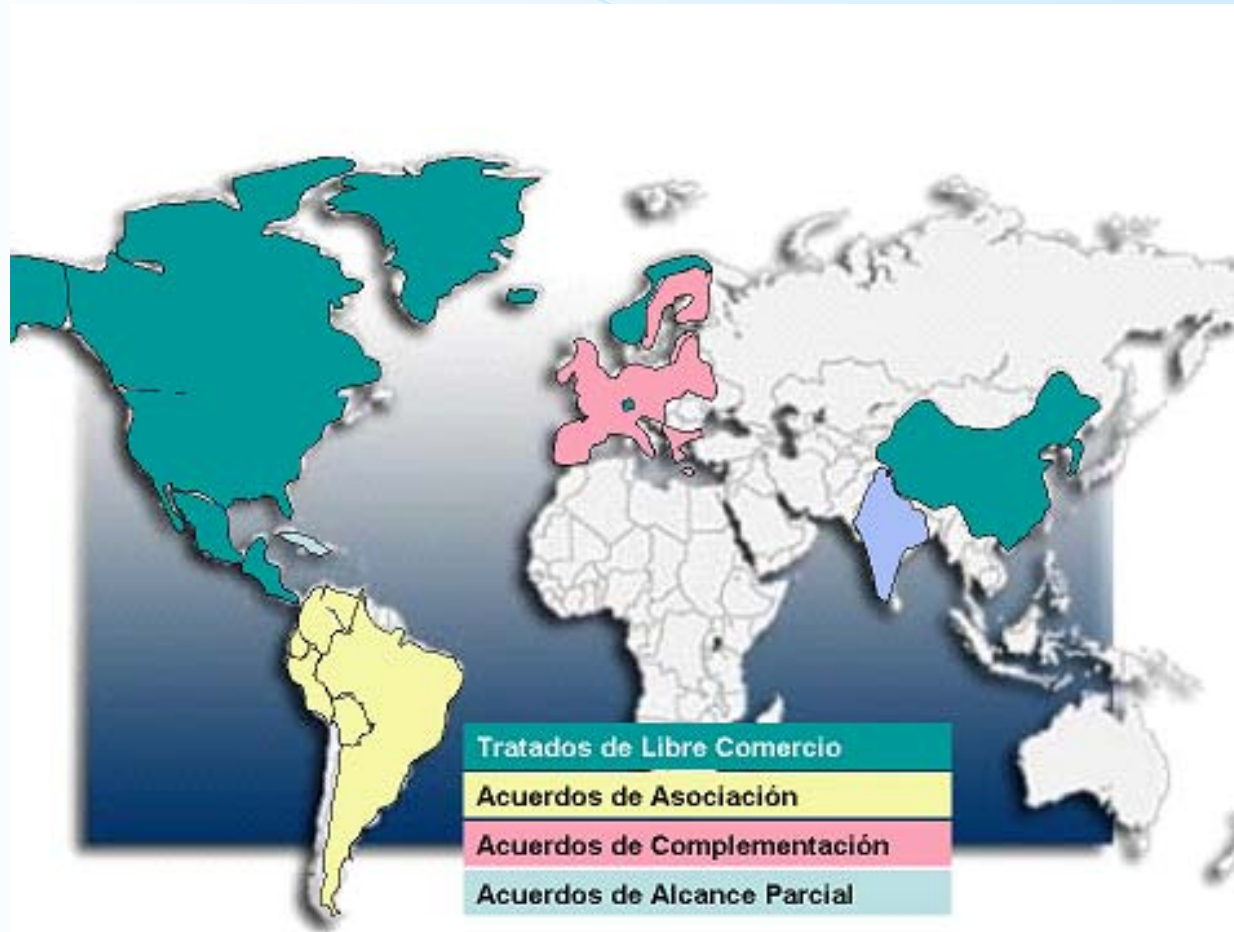 Tratados de Libre Comercio
Acuerdos de Asociación
Acuerdos de Complementación
Acuerdos de Alcance Parcial